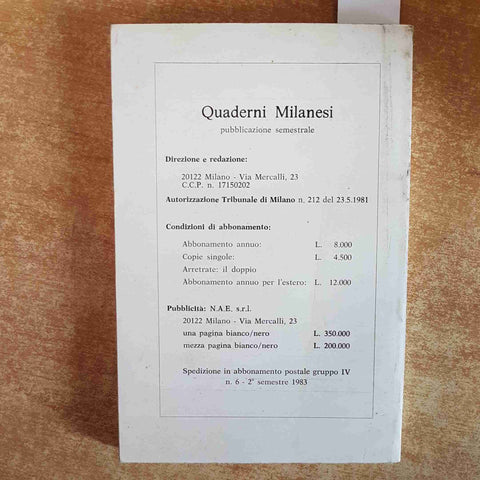 Quaderni Milanesi
pubblicazione semestrale
Direzione e redazione:
20122 Milano - Via Mercalli, 23
C.C.P. n. 17150202
Autorizzazione Tribunale di Milano n. 212 del 23.5.1981
Condizioni di abbonamento:
Abbonamento annuo: L. 8.000
Copie singole: L. 4.500
Arretrate: il doppio
Abbonamento annuo per l'estero: L. 12.000
Pubblicità: N.A.E. s.r.l.
20122 Milano - Via Mercalli, 23
una pagina bianco/nero L. 350.000
mezza pagina bianco/nero L. 200.000
Spedizione in abbonamento postale gruppo IV
n. 6 - 2° semestre 1983